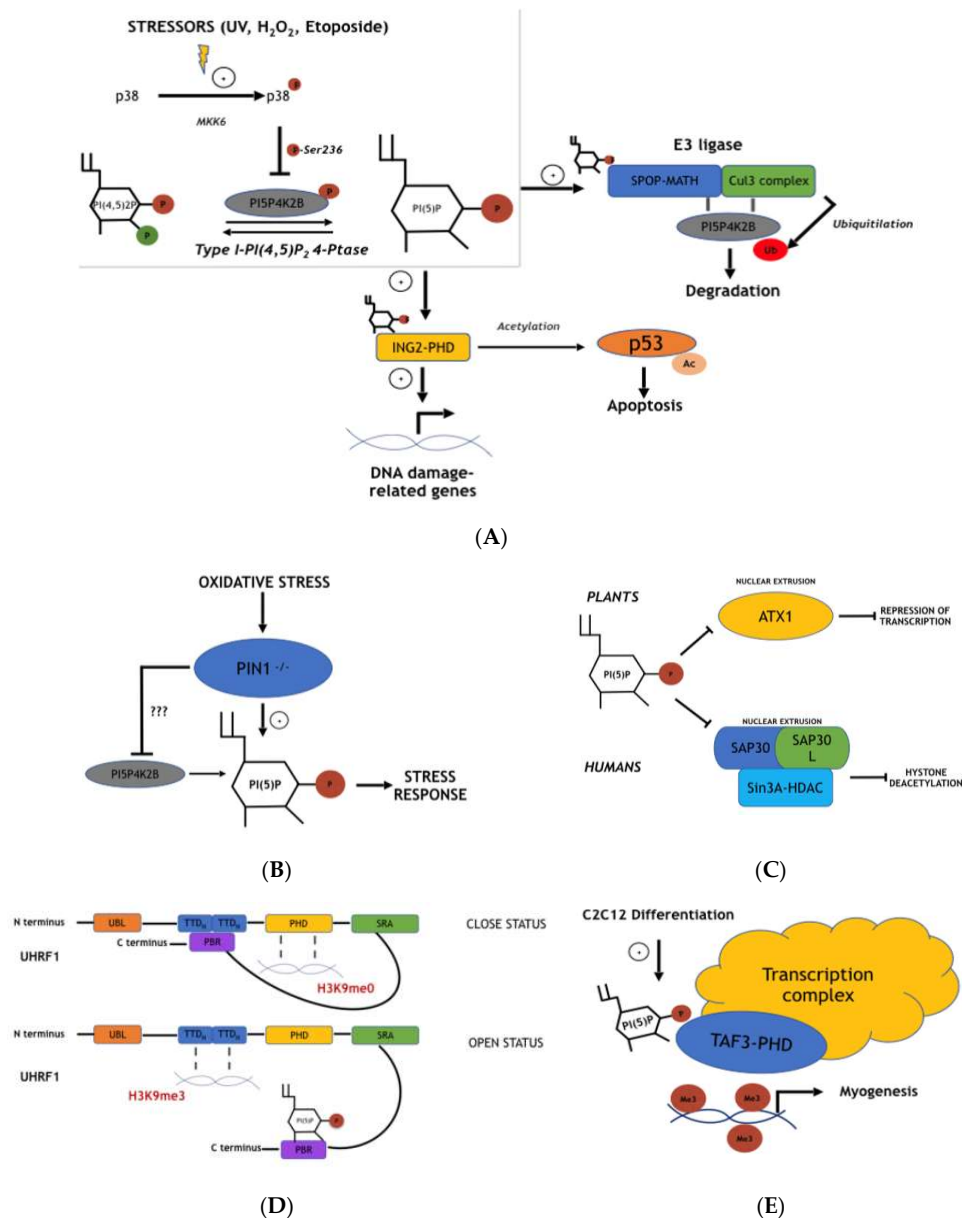 STRESSORS (UV, H₂O₂, Etoposide)
+
p38
p38
P
MKK6
P-Ser236
PI(4,5)2P
P
P
PI5P4K2B
P
Type I-PI(4,5)P₂ 4-Ptase
PI(5)P
P
+
E3 ligase
SPOP-MATH
Cul3 complex
PI5P4K2B
Ub
Ubiquitilation
Degradation
+
ING2-PHD
Acetylation
p53
Ac
Apoptosis
+
DNA damage-
related genes
(A)
OXIDATIVE STRESS
PIN1 -/-
???
+
PI5P4K2B
PI(5)P
P
STRESS
RESPONSE
(B)
PLANTS
NUCLEAR EXTRUSION
ATX1
REPRESSION OF
TRANSCRIPTION
PI(5)P
P
HUMANS
NUCLEAR EXTRUSION
SAP30
SAP30
L
Sin3A-HDAC
HYSTONE
DEACETYLATION
(C)
N terminus
UBL
TTDN
TTDN
PHD
SRA
CLOSE STATUS
C terminus
PBR
UHRF1
H3K9me0
N terminus
UBL
TTDN
TTDN
PHD
SRA
OPEN STATUS
UHRF1
H3K9me3
PI(5)P
P
C terminus
PBR
(D)
C2C12 Differentiation
+
PI(5)P
P
Transcription
complex
TAF3-PHD
Me3
Me3
Me3
Myogenesis
(E)